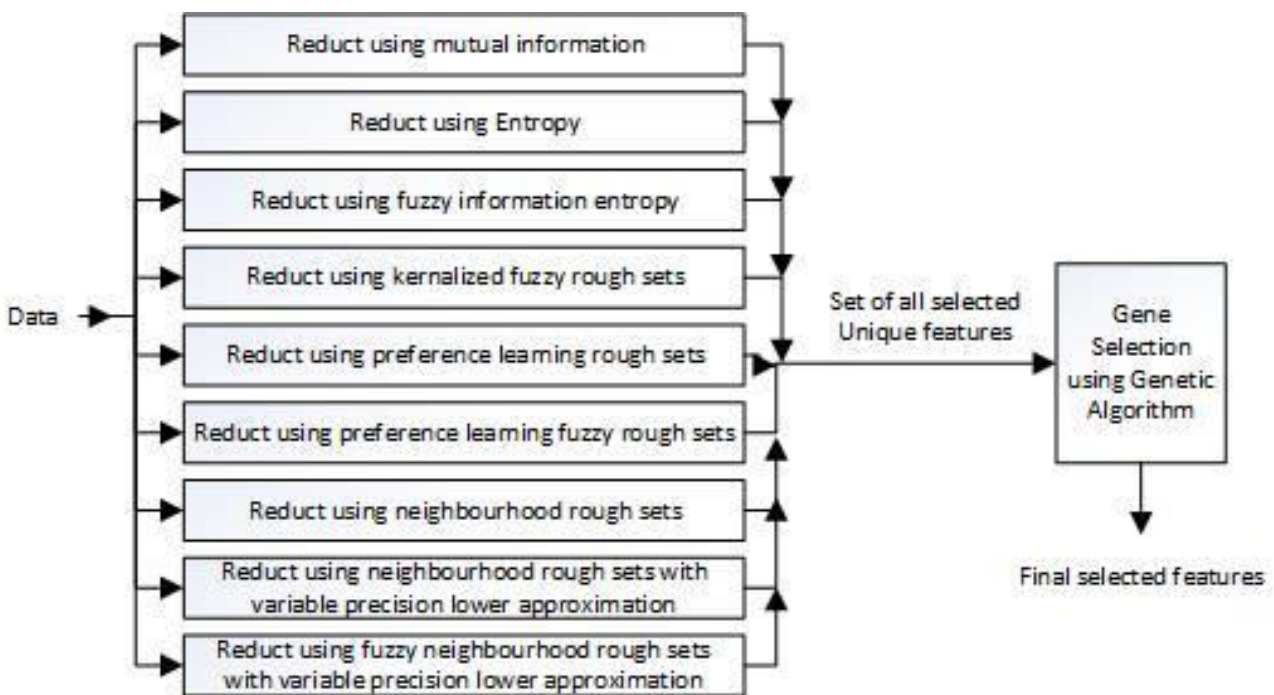 Reduct using mutual information
Reduct using Entropy
Reduct using fuzzy information entropy
Reduct using kernalized fuzzy rough sets
Data
Reduct using preference learning rough sets
Reduct using preference learning fuzzy rough sets
Reduct using neighbourhood rough sets
Reduct using neighbourhood rough sets with
variable precision lower approximation
Reduct using fuzzy neighbourhood rough sets
with variable precision lower approximation
Set of all selected
Unique features
Gene
Selection
using Genetic
Algorithm
Final selected features